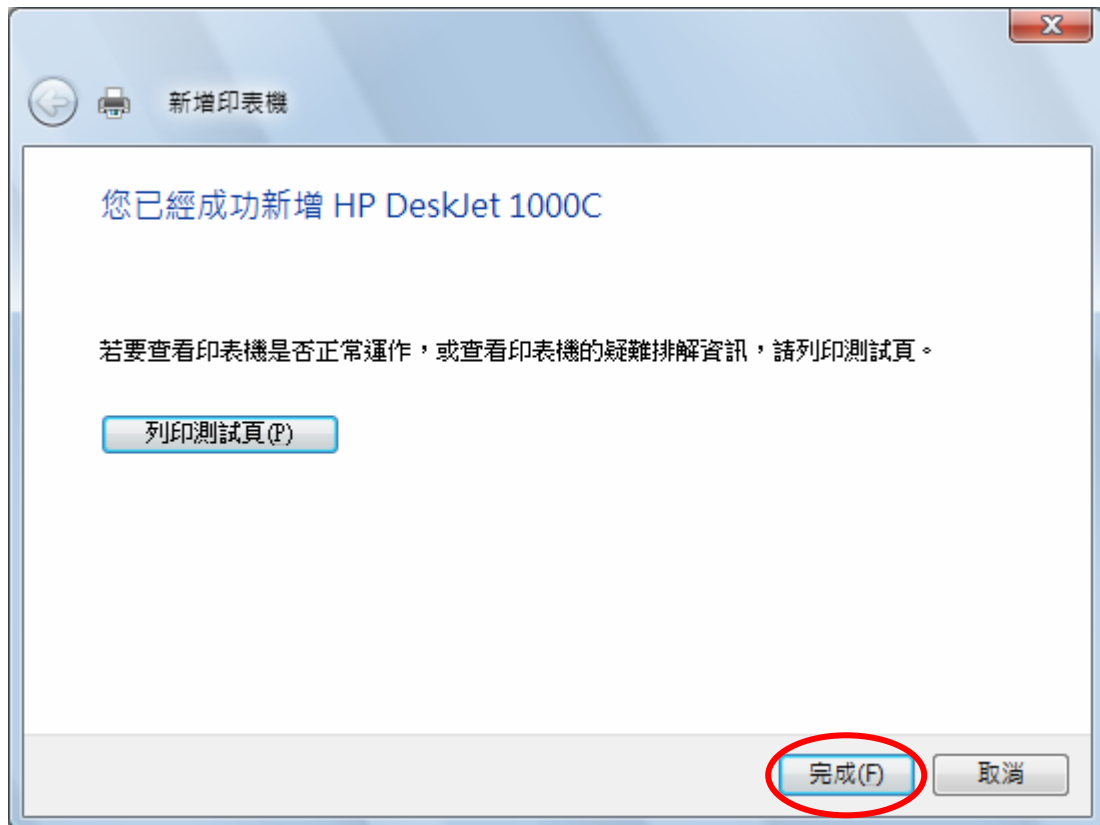 新增印表機
您已經成功新增 HP DeskJet 1000C
若要查看印表機是否正常運作，或查看印表機的疑難排解資訊，請列印測試頁。
列印測試頁(P)
完成(F)
取消